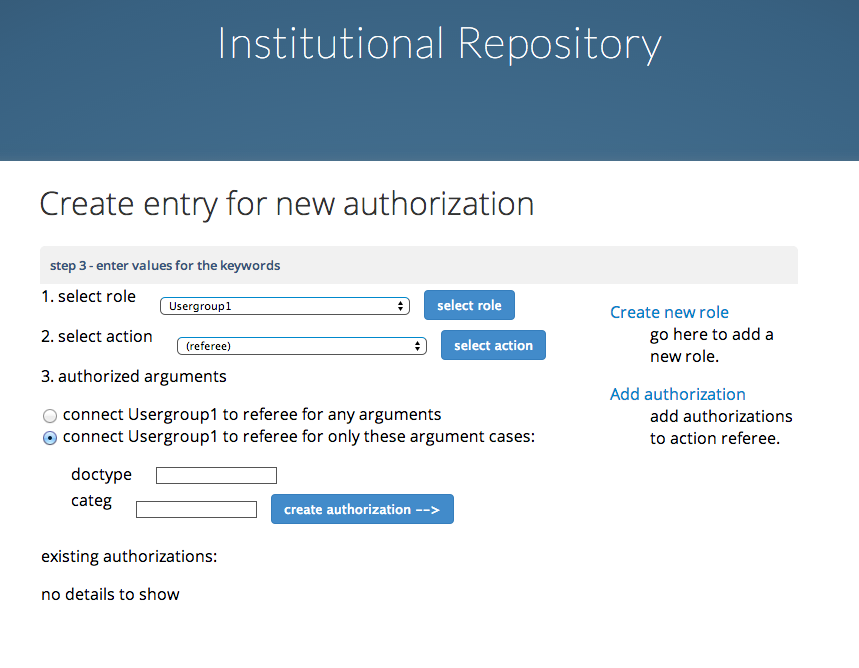 Institutional Repository
Create entry for new authorization
step 3 - enter values for the keywords
1. select role
Usergroup1
select role
2. select action
(referee)
select action
3. authorized arguments
connect Usergroup1 to referee for any arguments
connect Usergroup1 to referee for only these argument cases:
doctype
categ
create authorization -->
existing authorizations:
no details to show
Create new role
go here to add a
new role.
Add authorization
add authorizations
to action referee.